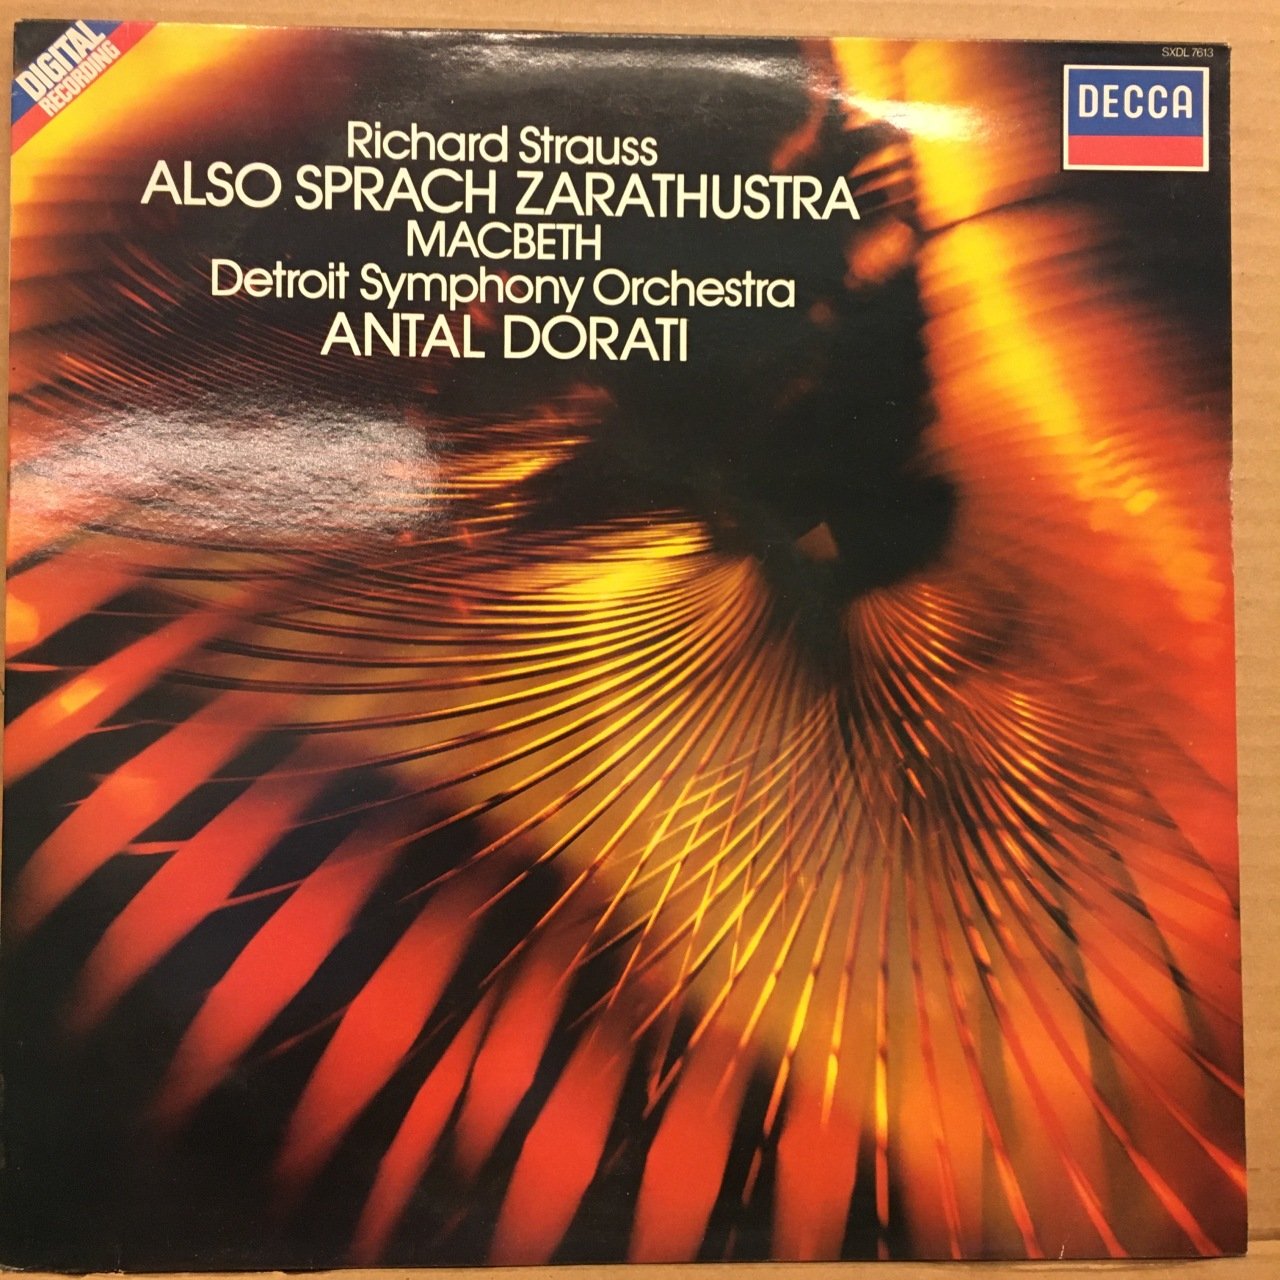 DIGITAL
RECORDING
SXDL 7613
DECCA
Richard Strauss
ALSO SPRACH ZARATHUSTRA
MACBETH
Detroit Symphony Orchestra
ANTAL DORATI